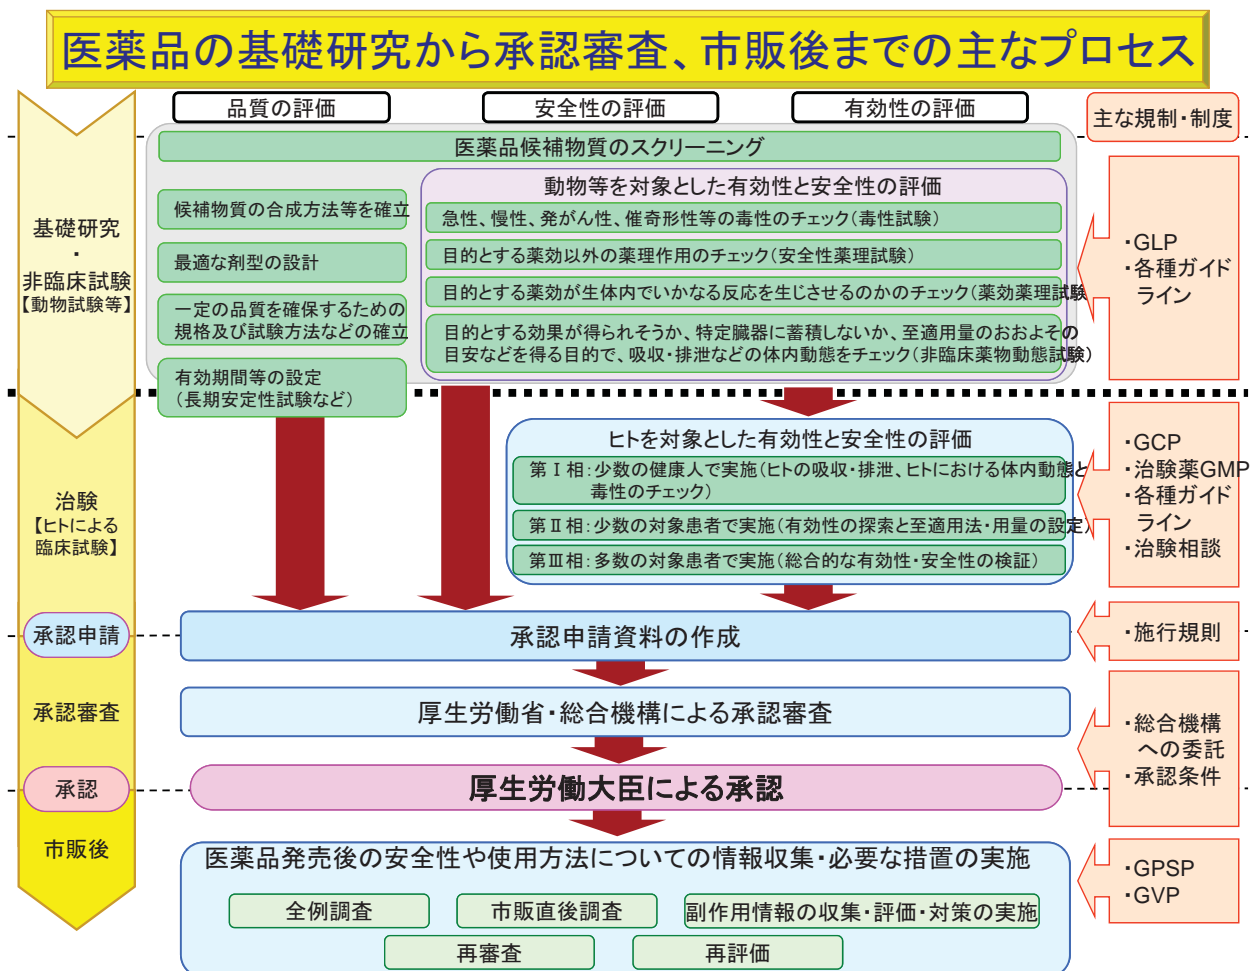 医薬品の基礎研究から承認審査、市販後までの主なプロセス
品質の評価
安全性の評価
有効性の評価
主な規制・制度
医薬品候補物質のスクリーニング
基礎研究
・
非臨床試験
【動物試験等】
候補物質の合成方法等を確立
最適な剤型の設計
一定の品質を確保するための
規格及び試験方法などの確立
有効期間等の設定
(長期安定性試験など)
動物等を対象とした有効性と安全性の評価
急性、慢性、発がん性、催奇形性等の毒性のチェック(毒性試験)
目的とする薬効以外の薬理作用のチェック(安全性薬理試験)
目的とする薬効が生体内でいかなる反応を生じさせるのかのチェック(薬効薬理試験
目的とする効果が得られそうか、特定臓器に蓄積しないか、至適用量のおおよその
目安などを得る目的で、吸収・排泄などの体内動態をチェック(非臨床薬物動態試験)
・GLP
・各種ガイド
ライン
治験
【ヒトによる
臨床試験】
ヒトを対象とした有効性と安全性の評価
第Ⅰ相:少数の健康人で実施(ヒトの吸収・排泄、ヒトにおける体内動態と
毒性のチェック)
第Ⅱ相:少数の対象患者で実施(有効性の探索と至適用法・用量の設定)
第Ⅲ相:多数の対象患者で実施(総合的な有効性・安全性の検証)
・GCP
・治験薬GMP
・各種ガイド
ライン
・治験相談
承認申請
承認申請資料の作成
・施行規則
承認審査
厚生労働省・総合機構による承認審査
・総合機構
への委託
・承認条件
承認
厚生労働大臣による承認
市販後
医薬品発売後の安全性や使用方法についての情報収集・必要な措置の実施
全例調査
市販直後調査
副作用情報の収集・評価・対策の実施
再審査
再評価
・GPSP
・GVP